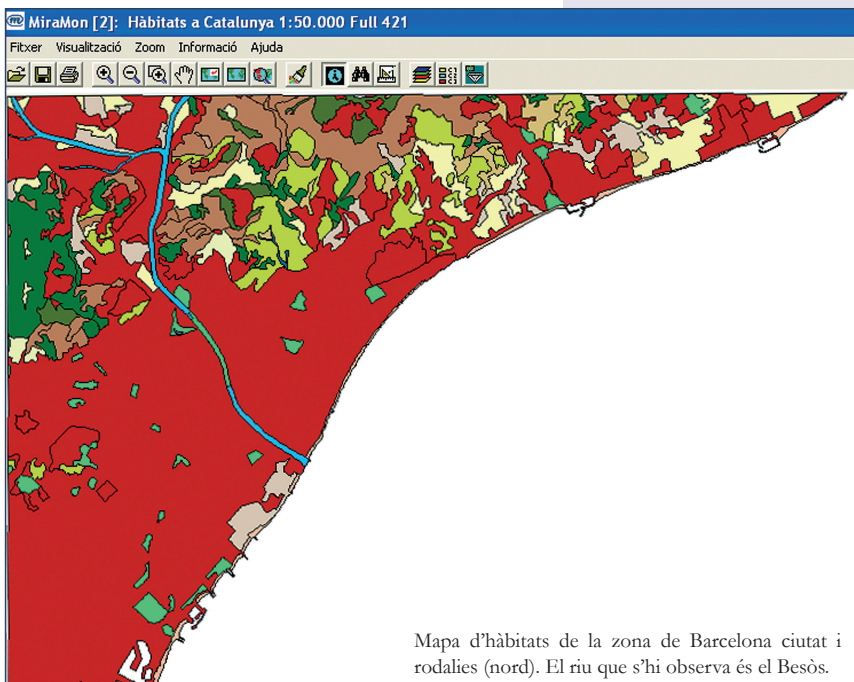 MiraMon [2]: Hàbitats a Catalunya 1:50.000 Full 421
Fitxer Visualització Zoom Informació Ajuda
Mapa d'hàbitats de la zona de Barcelona ciutat i
rodalies (nord). El riu que s'hi observa és el Besòs.